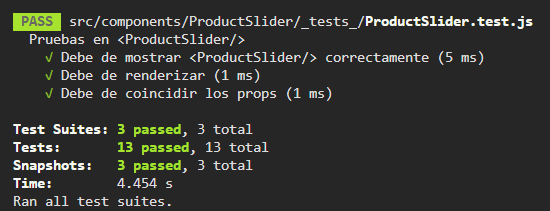 PASS src/components/ProductSlider/_tests_/ProductSlider.test.js
Pruebas en <ProductSlider/>
√ Debe de mostrar <ProductSlider/> correctamente (5 ms)
√ Debe de renderizar (1 ms)
√ Debe de coincidir los props (1 ms)
Test Suites: 3 passed, 3 total
Tests: 13 passed, 13 total
Snapshots: 3 passed, 3 total
Time: 4.454 s
Ran all test suites.